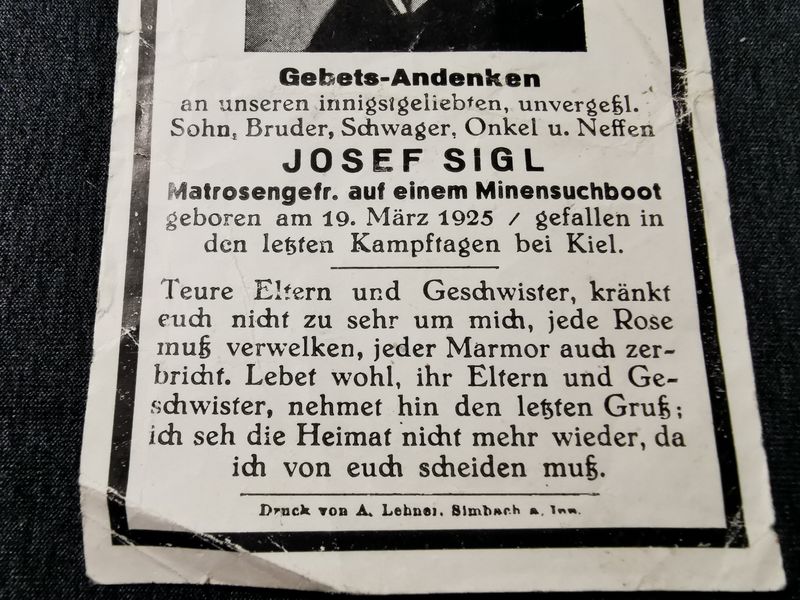 Gebets-Andenken
an unseren innigstgeliebten, unvergeßl.
Sohn, Bruder, Schwager, Onkel u. Neffen
JOSEF SIGL
Matrosengefr. auf einem Minensuchboot
geboren am 19. März 1925 / gefallen in
den letzten Kampftagen bei Kiel.
Teure Eltern und Geschwister, kränkt
euch nicht zu sehr um mich, jede Rose
muß verwelken, jeder Marmor auch zer-
bricht. Lebet wohl, ihr Eltern und Ge-
schwister, nehmet hin den letzten Gruß;
ich seh die Heimat nicht mehr wieder, da
ich von euch scheiden muß.
Druck von A. Lehner, Simbach a. Inn.